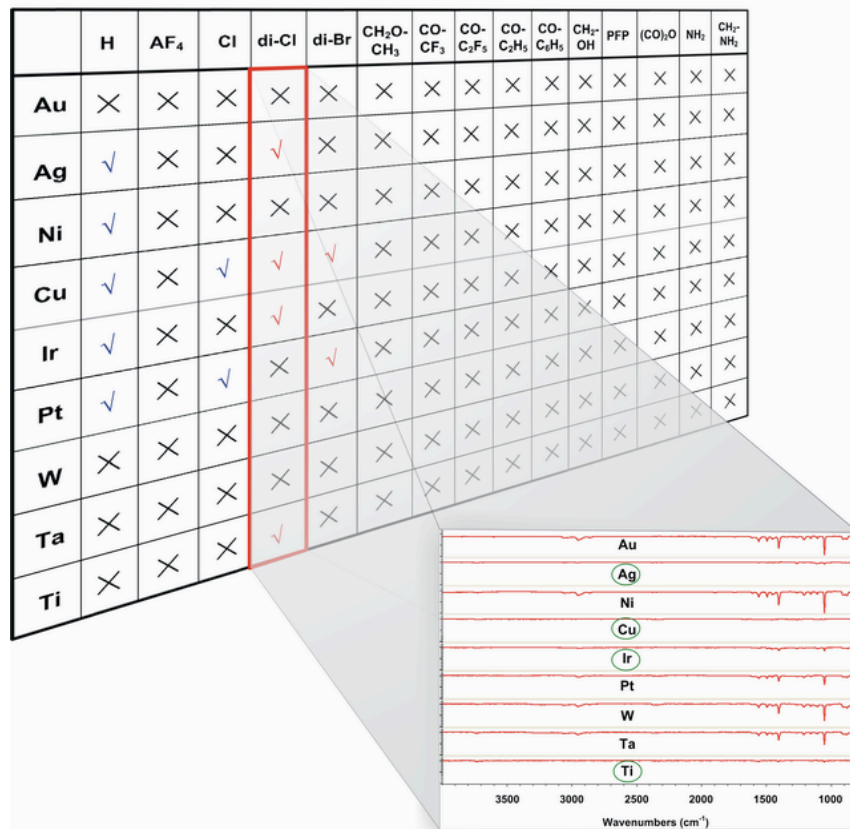 H AF₄ Cl di-Cl di-Br CH₂O-CH₃ CO-CF₃ CO-C₂F₅ CO-C₂H₅ CO-C₆H₅ CH₂-OH PFP (CO)₂O NH₂ CH₂-NH₂
Au ✕ ✕ ✕ ✕ ✕ ✕ ✕ ✕ ✕ ✕ ✕ ✕ ✕ ✕ ✕
Ag √ ✕ ✕ √ ✕ ✕ ✕ ✕ ✕ ✕ ✕ ✕ ✕ ✕ ✕
Ni √ ✕ ✕ ✕ ✕ ✕ ✕ ✕ ✕ ✕ ✕ ✕ ✕ ✕ ✕
Cu √ ✕ √ √ √ ✕ ✕ ✕ ✕ ✕ ✕ ✕ ✕ ✕ ✕
Ir √ ✕ ✕ √ ✕ ✕ ✕ ✕ ✕ ✕ ✕ ✕ ✕ ✕ ✕
Pt √ ✕ √ ✕ √ ✕ ✕ ✕ ✕ ✕ ✕ ✕ ✕ ✕ ✕
W ✕ ✕ ✕ ✕ ✕ ✕ ✕ ✕ ✕ ✕ ✕ ✕ ✕ ✕ ✕
Ta ✕ ✕ ✕ ✕ ✕ ✕ ✕ ✕ ✕ ✕ ✕ ✕ ✕ ✕ ✕
Ti ✕ ✕ ✕ √ ✕ ✕ ✕ ✕ ✕ ✕ ✕ ✕ ✕ ✕ ✕
Au
Ag
Ni
Cu
Ir
Pt
W
Ta
Ti
3500 3000 2500 2000 1500 1000
Wavenumbers (cm⁻¹)